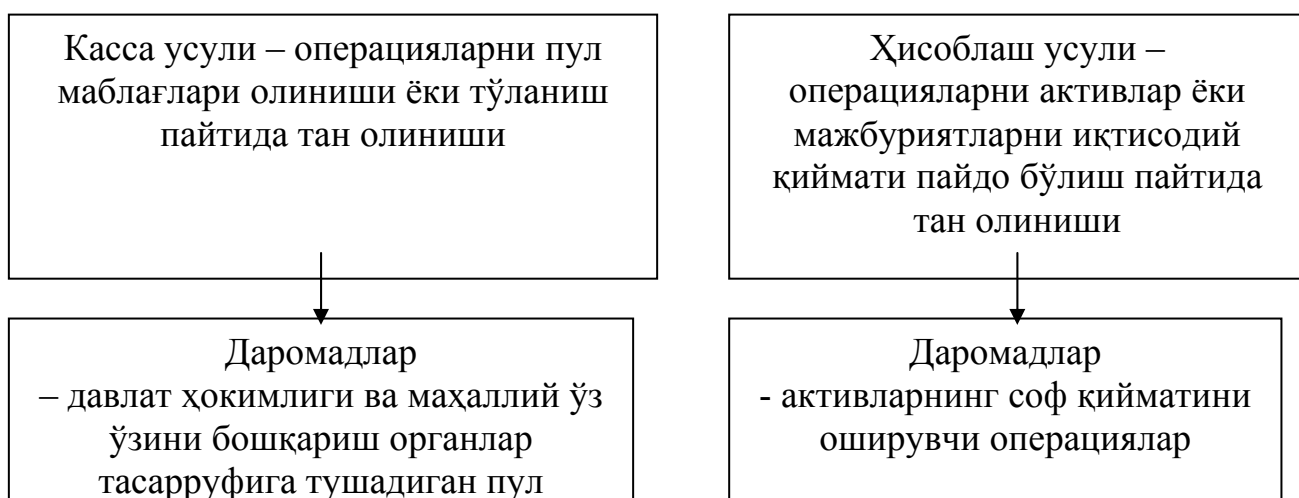 Касса усули – операцияларни пул
маблағлари олиниши ёки тўланиш
пайтида тан олиниши
Ҳисоблаш усули –
операцияларни активлар ёки
мажбуриятларни иқтисодий
қиймати пайдо бўлиш пайтида
тан олиниши
Даромадлар
– давлат ҳокимлиги ва маҳаллий ўз
ўзини бошқариш органлар
тасарруфига тушадиган пул
Даромадлар
- активларнинг соф қийматини
оширувчи операциялар